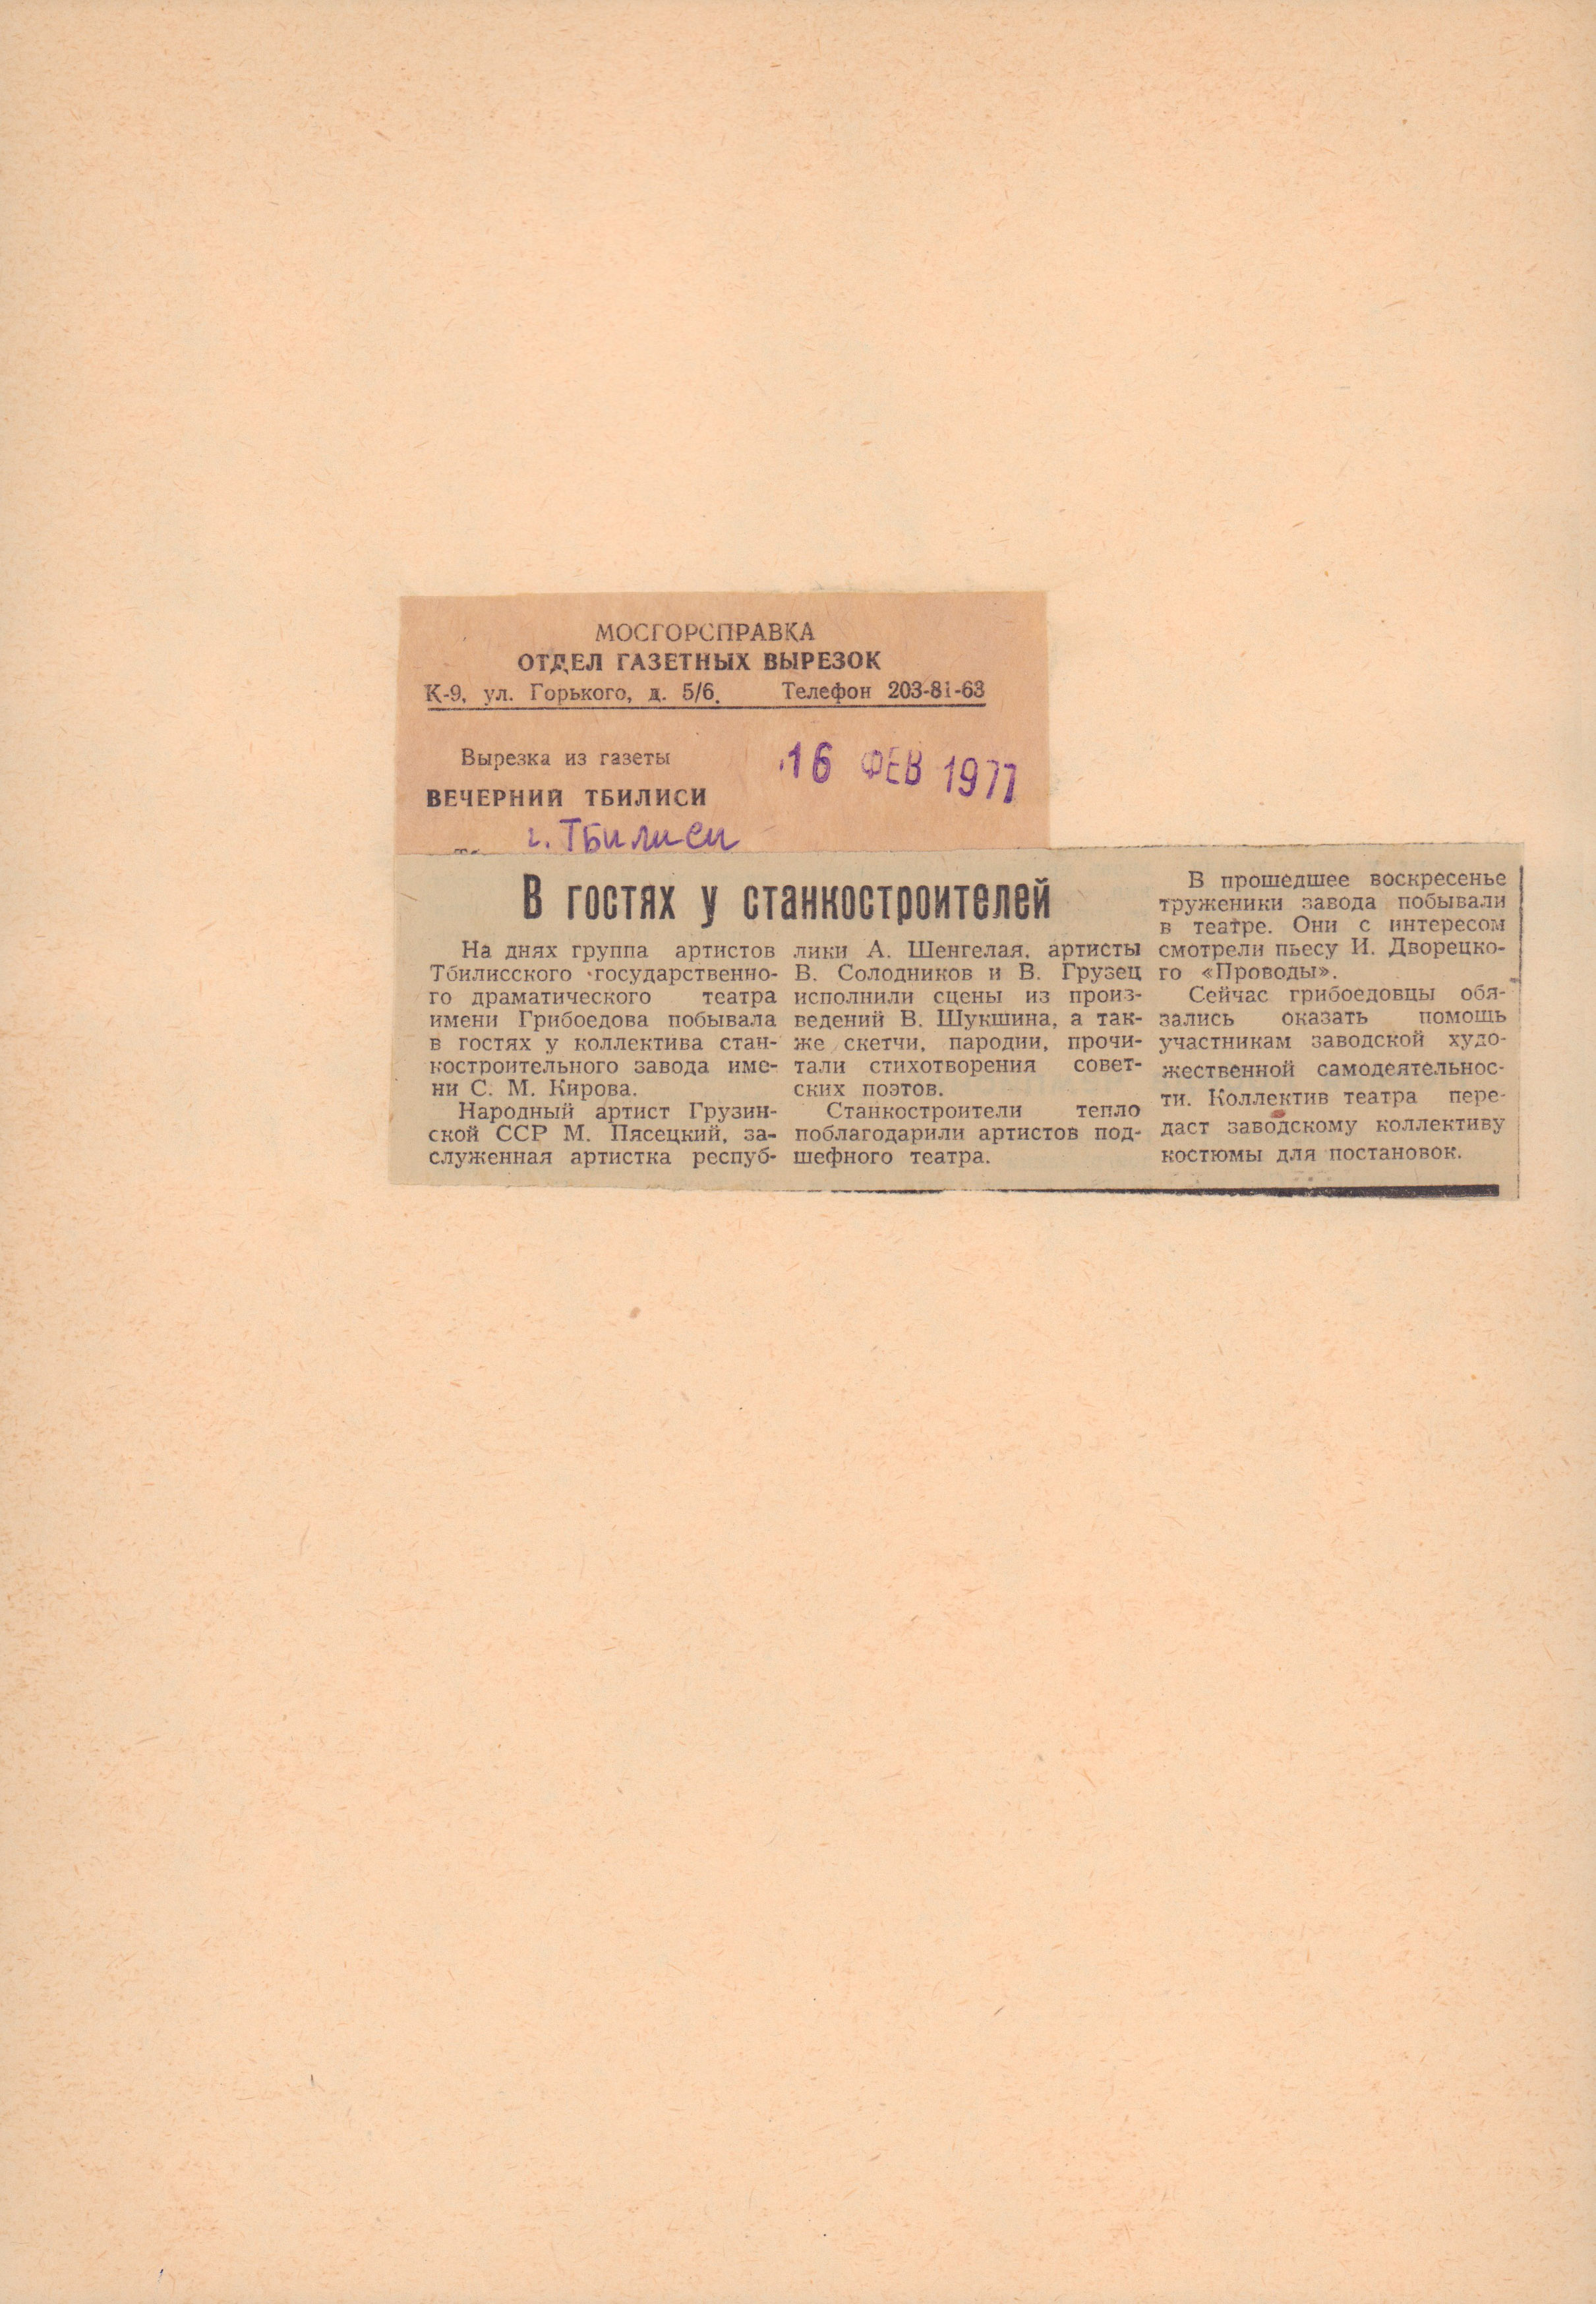 МОСГОРСПРАВКА
ОТДЕЛ ГАЗЕТНЫХ ВЫРЕЗОК
К-9, ул. Горького, д. 5/6. Телефон 203-81-63
Вырезка из газеты
ВЕЧЕРНИЙ ТБИЛИСИ
16 ФЕВ 1977
г. Тбилиси
В гостях у станкостроителей
На днях группа артистов
Тбилисского государственно-
го драматического театра
имени Грибоедова побывала
в гостях у коллектива стан-
костроительного завода име-
ни С. М. Кирова.
Народный артист Грузин-
ской ССР М. Пясецкий, за-
служенная артистка респуб-
лики А. Шенгелая, артисты
В. Солодников и В. Грузец
исполнили сцены из произ-
ведений В. Шукшина, а так-
же скетчи, пародии, прочи-
тали стихотворения совет-
ских поэтов.
Станкостроители тепло
поблагодарили артистов под-
шефного театра.
В прошедшее воскресенье
труженики завода побывали
в театре. Они с интересом
смотрели пьесу И. Дворецко-
го «Проводы».
Сейчас грибоедовцы обя-
зались оказать помощь
участникам заводской худо-
жественной самодеятельнос-
ти. Коллектив театра пере-
даст заводскому коллективу
костюмы для постановок.